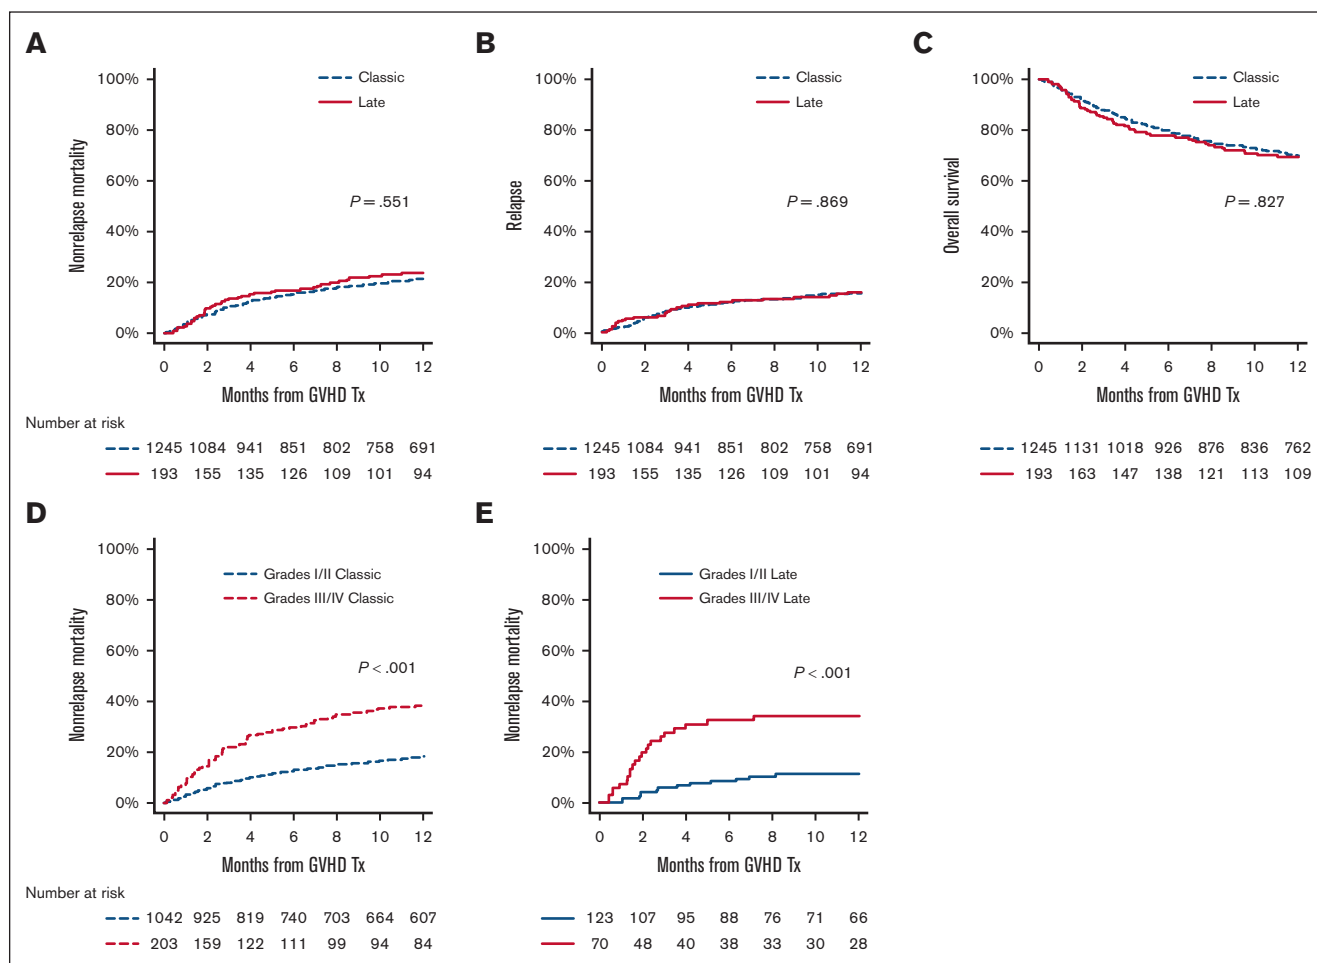 A
100%
80%
60%
40%
20%
0%
Nonrelapse mortality
Classic
Late
P = .551
0 2 4 6 8 10 12
Months from GVHD Tx
Number at risk
1245 1084 941 851 802 758 691
193 155 135 126 109 101 94
B
100%
80%
60%
40%
20%
0%
Relapse
Classic
Late
P = .869
0 2 4 6 8 10 12
Months from GVHD Tx
1245 1084 941 851 802 758 691
193 155 135 126 109 101 94
C
100%
80%
60%
40%
20%
0%
Overall survival
Classic
Late
P = .827
0 2 4 6 8 10 12
Months from GVHD Tx
1245 1131 1018 926 876 836 762
193 163 147 138 121 113 109
D
100%
80%
60%
40%
20%
0%
Nonrelapse mortality
Grades I/II Classic
Grades III/IV Classic
P < .001
0 2 4 6 8 10 12
Months from GVHD Tx
Number at risk
1042 925 819 740 703 664 607
203 159 122 111 99 94 84
E
100%
80%
60%
40%
20%
0%
Nonrelapse mortality
Grades I/II Late
Grades III/IV Late
P < .001
0 2 4 6 8 10 12
Months from GVHD Tx
123 107 95 88 76 71 66
70 48 40 38 33 30 28